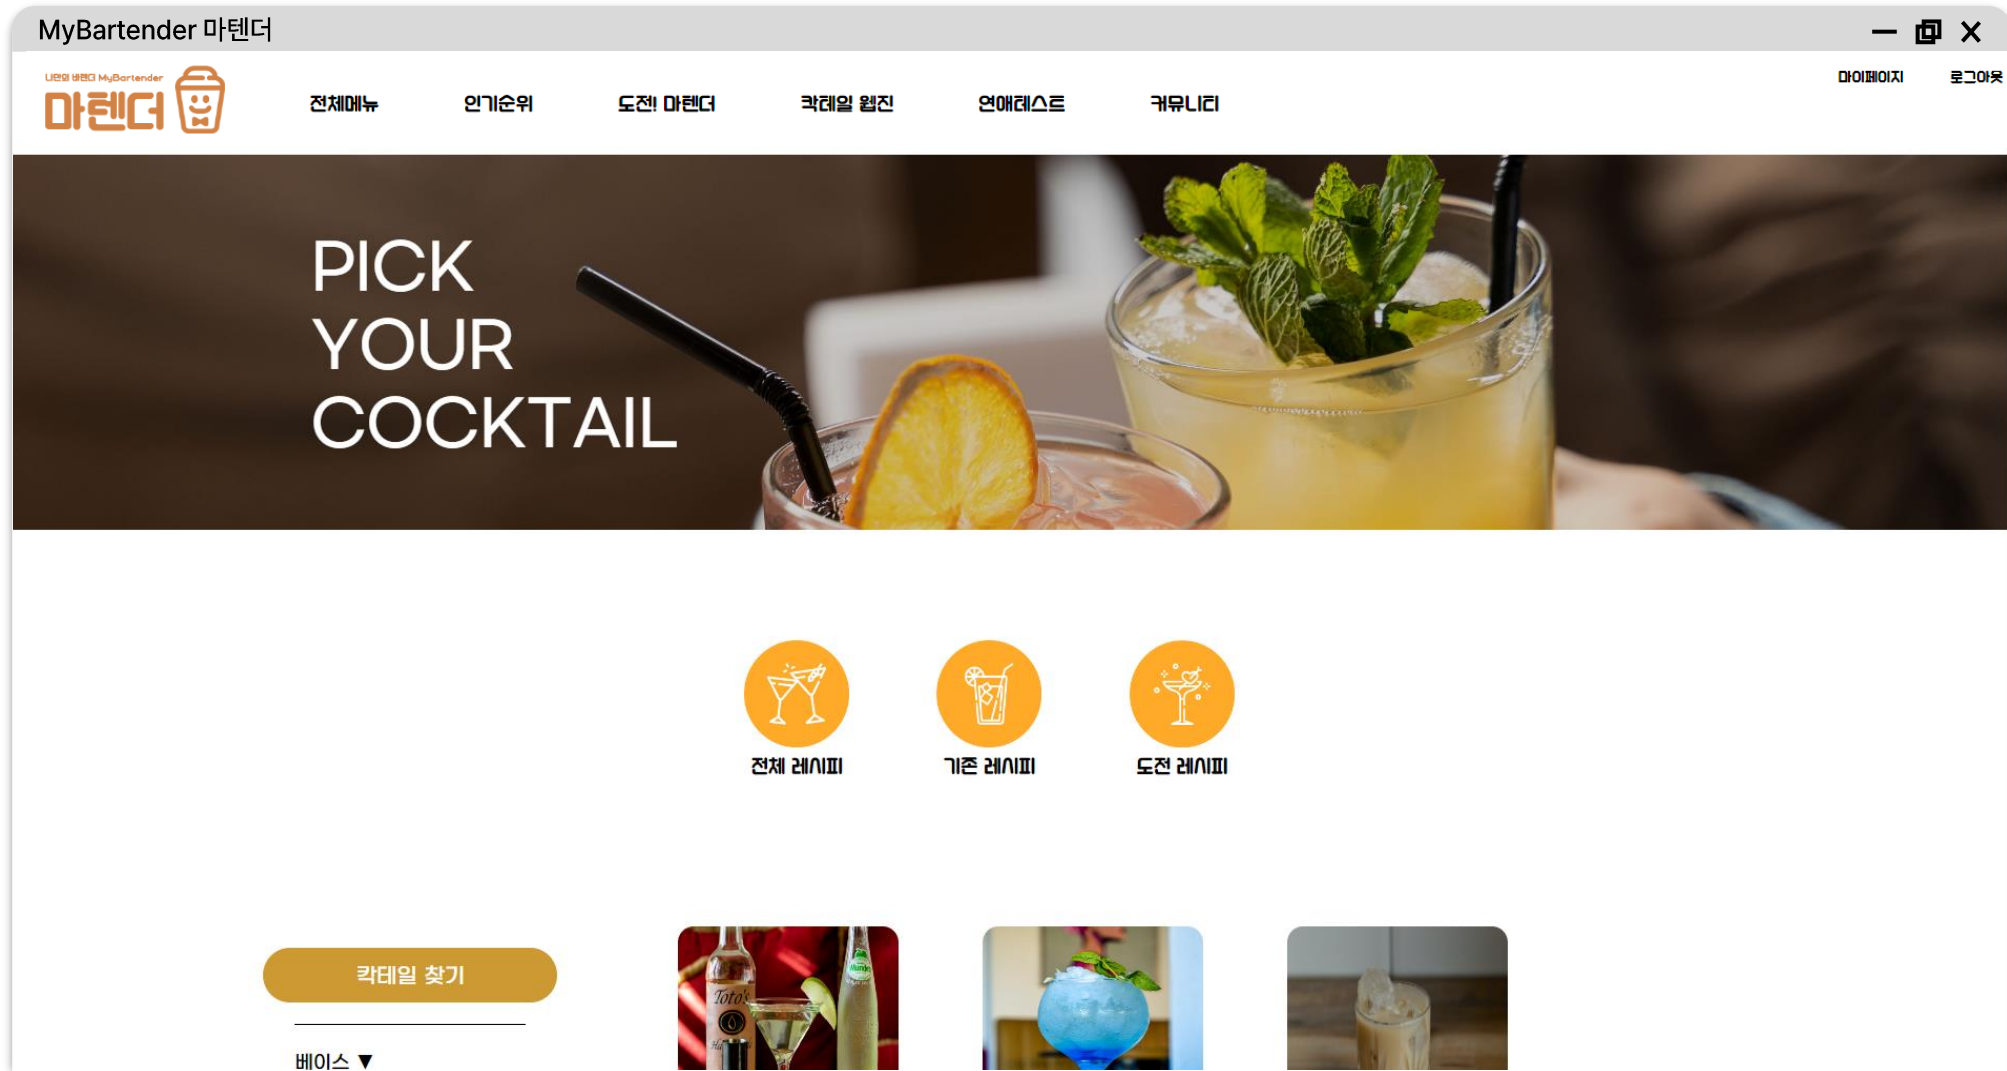 MyBartender 마텐더
나만의 바텐더 MyBartender
마텐더
전체메뉴
인기순위
도전! 마텐더
칵테일 웹진
연애테스트
커뮤니티
마이페이지
로그아웃
PICK
YOUR
COCKTAIL
전체 레시피
기존 레시피
도전 레시피
칵테일 찾기
베이스 ▼
Toto's